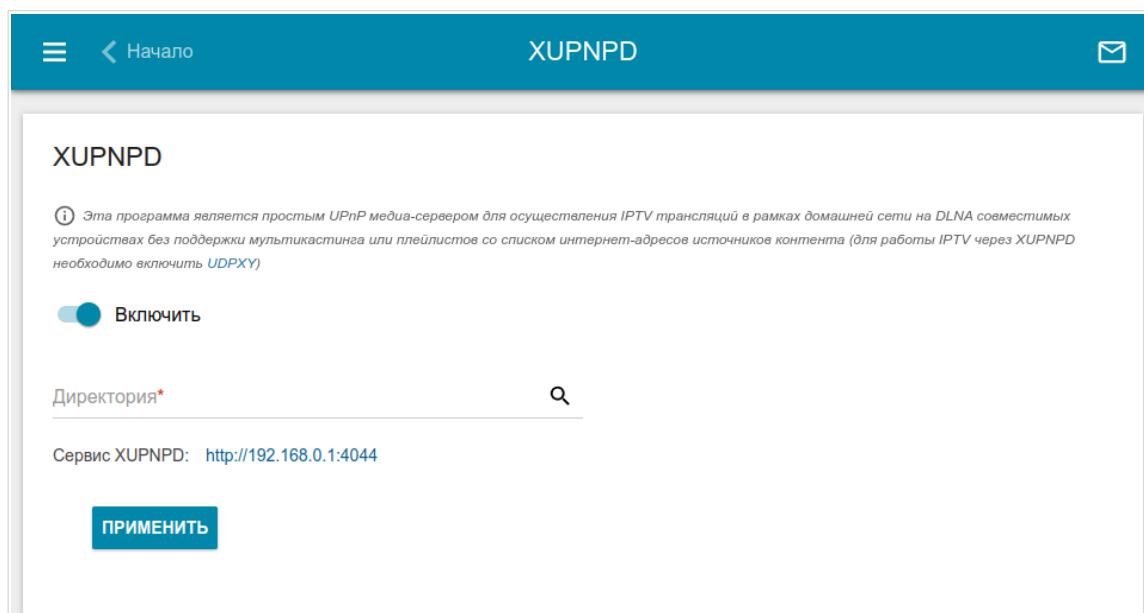 Начало XUPNPD
XUPNPD
Эта программа является простым UPnP медиа-сервером для осуществления IPTV трансляций в рамках домашней сети на DLNA совместимых
устройствах без поддержки мультикастинга или плейлистов со списком интернет-адресов источников контента (для работы IPTV через XUPNPD
необходимо включить UDPXY)
Включить
Директория*
Сервис XUPNPD: http://192.168.0.1:4044
ПРИМЕНИТЬ